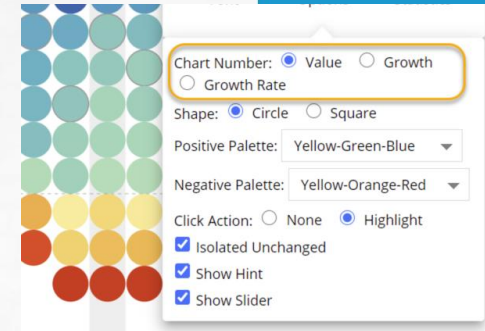 Chart Number: Value Growth
Growth Rate
Shape: Circle Square
Positive Palette: Yellow-Green-Blue
Negative Palette: Yellow-Orange-Red
Click Action: None Highlight
Isolated Unchanged
Show Hint
Show Slider